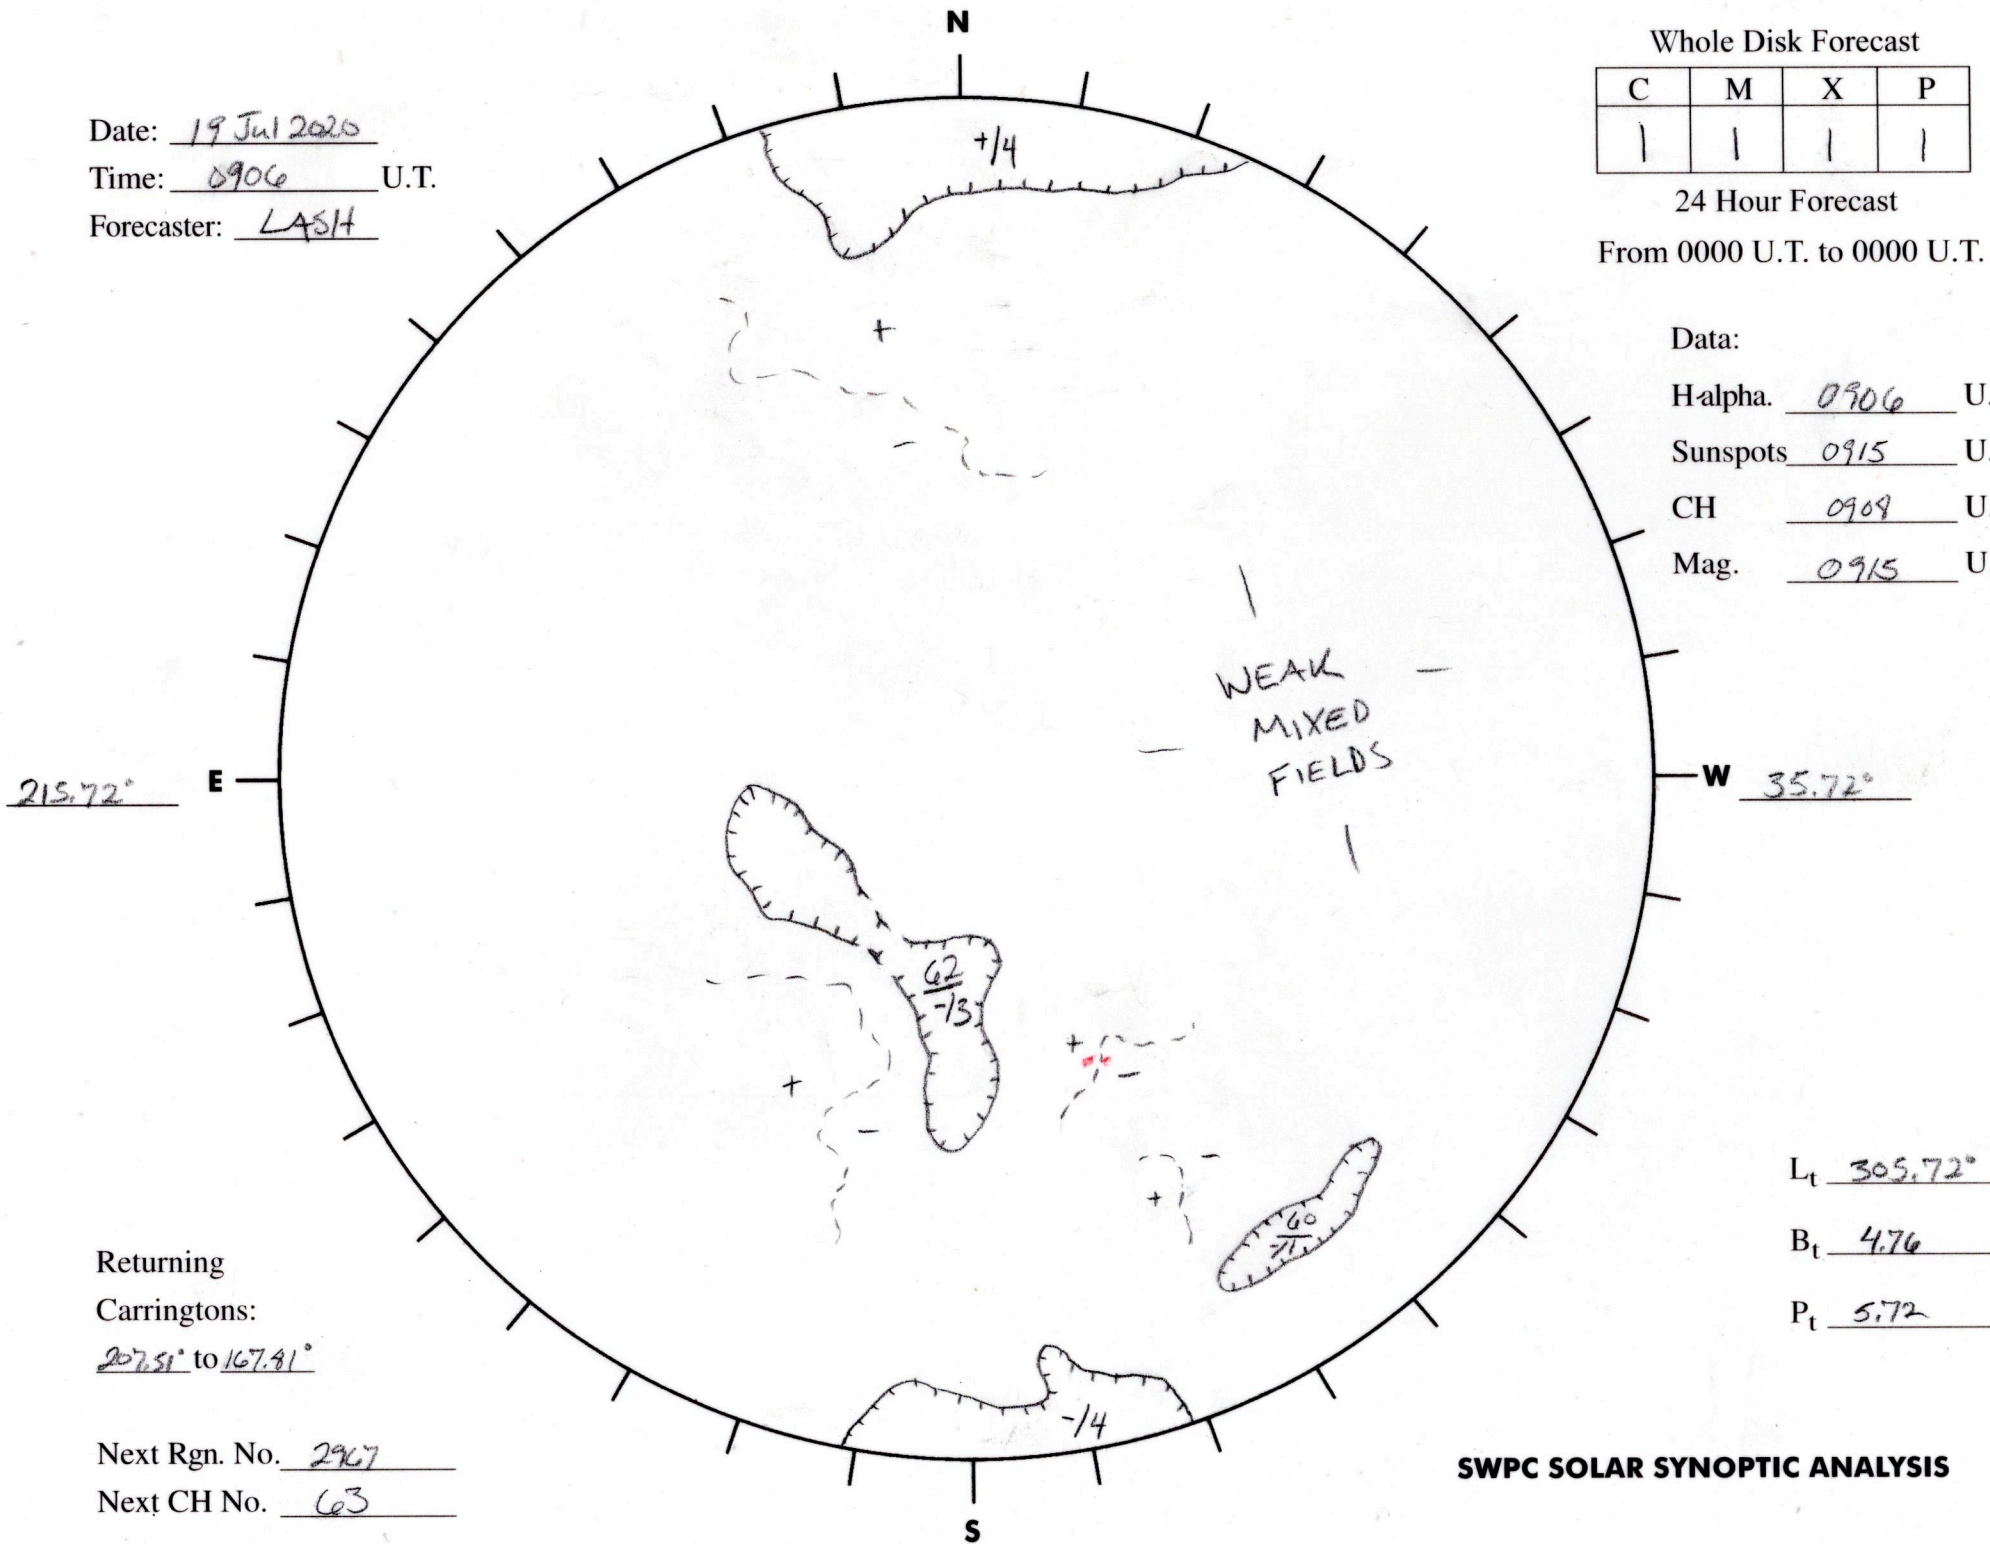 N
Date: 19 Jul 2020
Time: 0906 U.T.
Forecaster: LASH
Whole Disk Forecast
C M X P
1 1 1 1
24 Hour Forecast
From 0000 U.T. to 0000 U.T.
Data:
H-alpha. 0906 U.
Sunspots 0915 U.
CH 0908 U.
Mag. 0915 U
+/4
+
-
WEAK
MIXED
FIELDS
215.72° E
W 35.72°
62
-/3
+
-
+
-
+
-
60
-/1
-/4
Lt 305.72°
Bt 4.76
Pt 5.72
Returning
Carringtons:
207.51° to 167.81°
Next Rgn. No. 2967
Next CH No. 63
SWPC SOLAR SYNOPTIC ANALYSIS
S